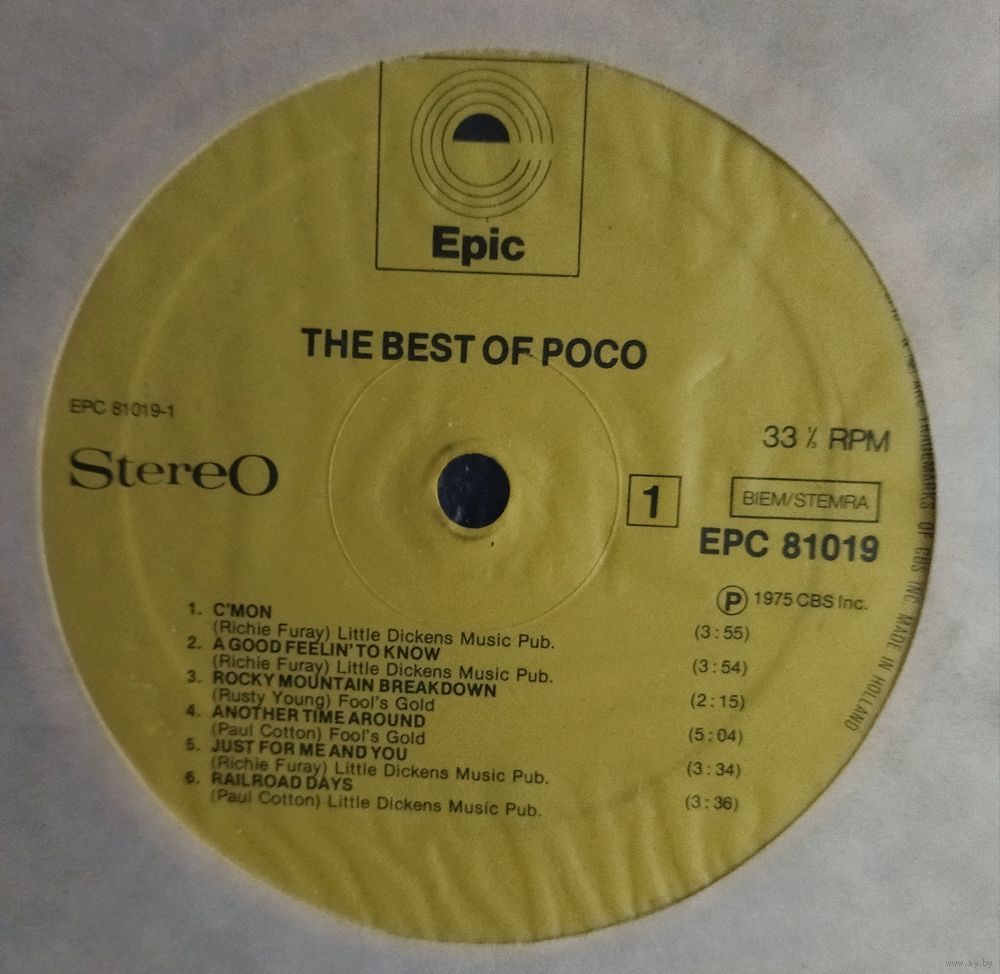 Epic
THE BEST OF POCO
EPC 81019-1
Stereo
33 ⅓ RPM
1
BIEM/STEMRA
EPC 81019
Ⓟ 1975 CBS Inc.
1. C'MON
(Richie Furay) Little Dickens Music Pub. (3:55)
2. A GOOD FEELIN' TO KNOW
(Richie Furay) Little Dickens Music Pub. (3:54)
3. ROCKY MOUNTAIN BREAKDOWN
(Rusty Young) Fool's Gold (2:15)
4. ANOTHER TIME AROUND
(Paul Cotton) Fool's Gold (5:04)
5. JUST FOR ME AND YOU
(Richie Furay) Little Dickens Music Pub. (3:34)
6. RAILROAD DAYS
(Paul Cotton) Little Dickens Music Pub. (3:36)
ARE TRADEMARKS OF CBS INC. MADE IN HOLLAND
www.ay.by